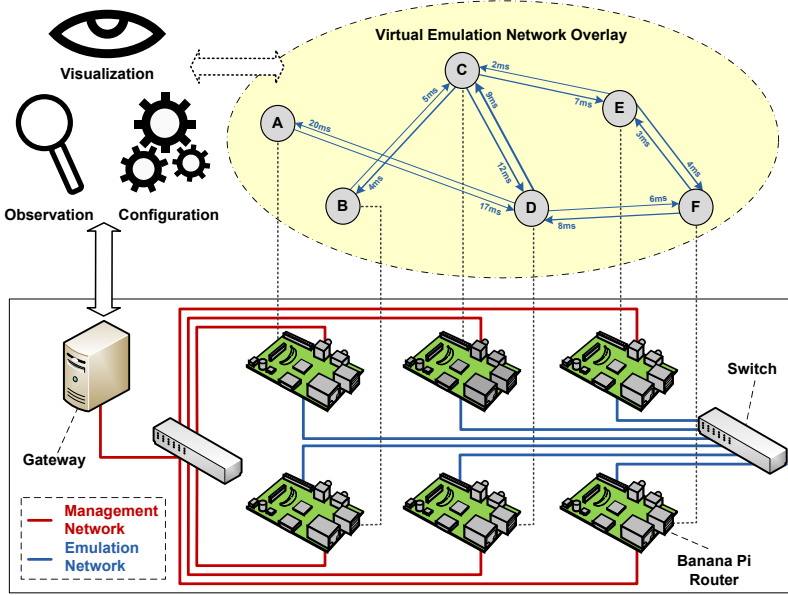 Virtual Emulation Network Overlay
Visualization
Observation
Configuration
A
B
C
D
E
F
2ms
7ms
5ms
4ms
9ms
12ms
20ms
17ms
4ms
3ms
6ms
8ms
Gateway
Switch
Management
Network
Emulation
Network
Banana Pi
Router